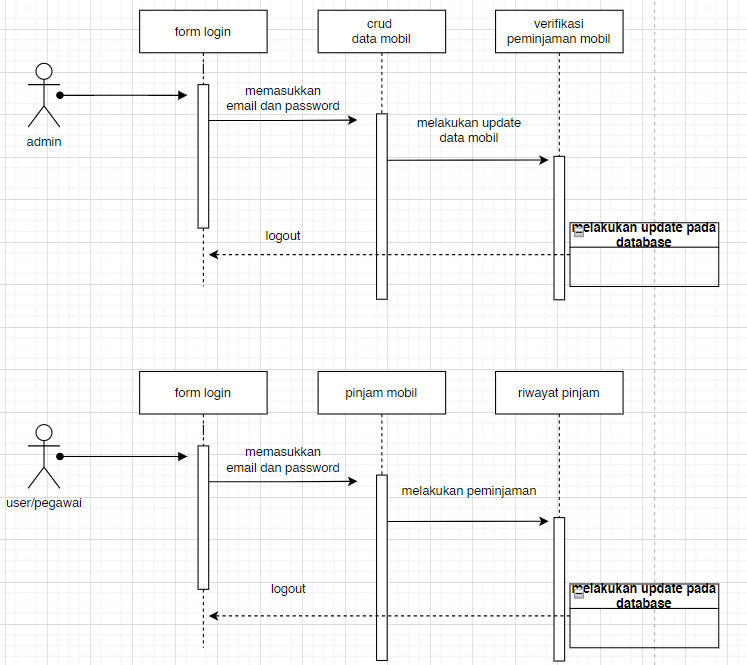 form login
crud
data mobil
verifikasi
peminjaman mobil
memasukkan
email dan password
admin
melakukan update
data mobil
melakukan update pada
database
logout
form login
pinjam mobil
riwayat pinjam
memasukkan
email dan password
user/pegawai
melakukan peminjaman
melakukan update pada
database
logout